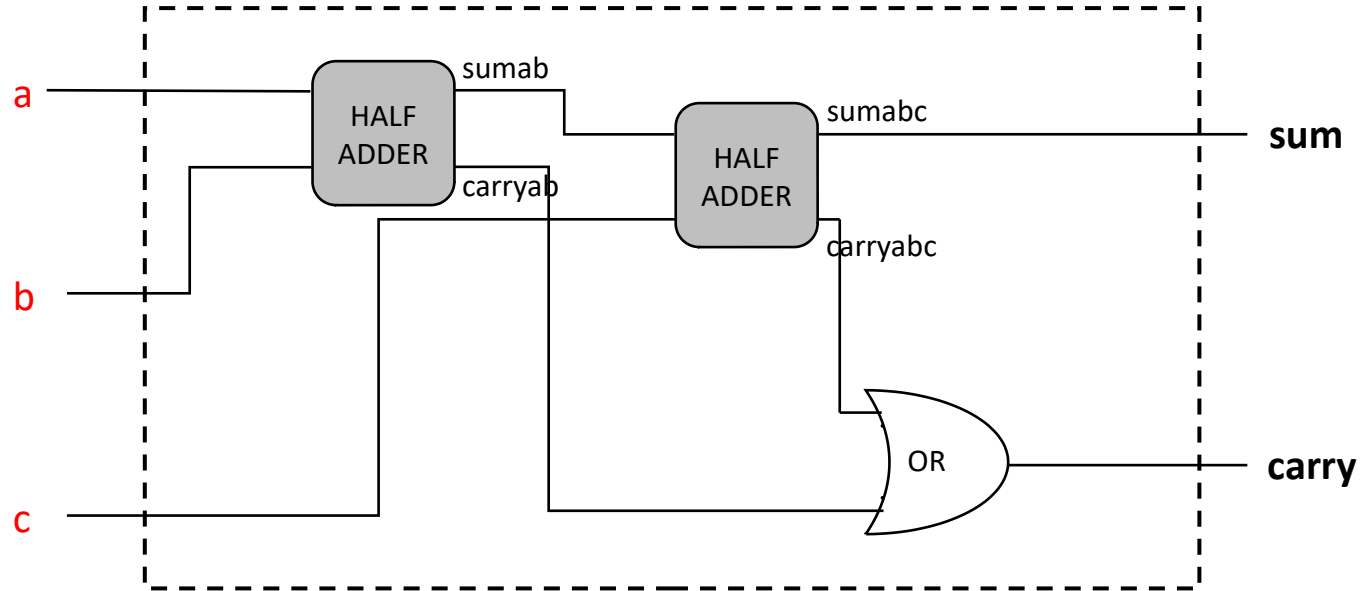 a
sumab
HALF
ADDER
carryab
sumabc
HALF
ADDER
carryabc
sum
b
OR
carry
c